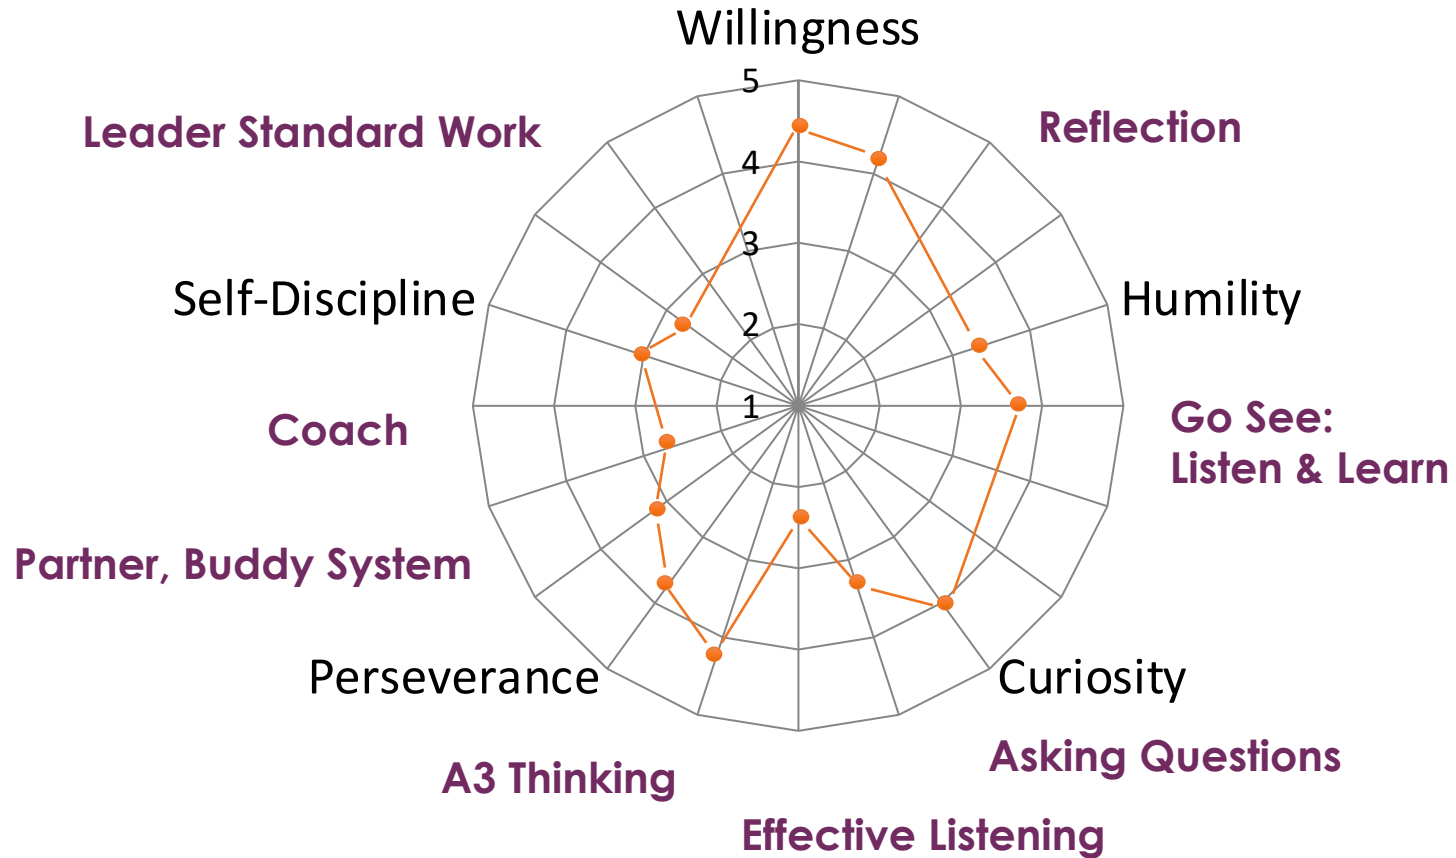 Willingness
5
Leader Standard Work
Reflection
4
3
Self-Discipline
Humility
2
1
Coach
Go See:
Listen & Learn
Partner, Buddy System
Perseverance
Curiosity
A3 Thinking
Asking Questions
Effective Listening